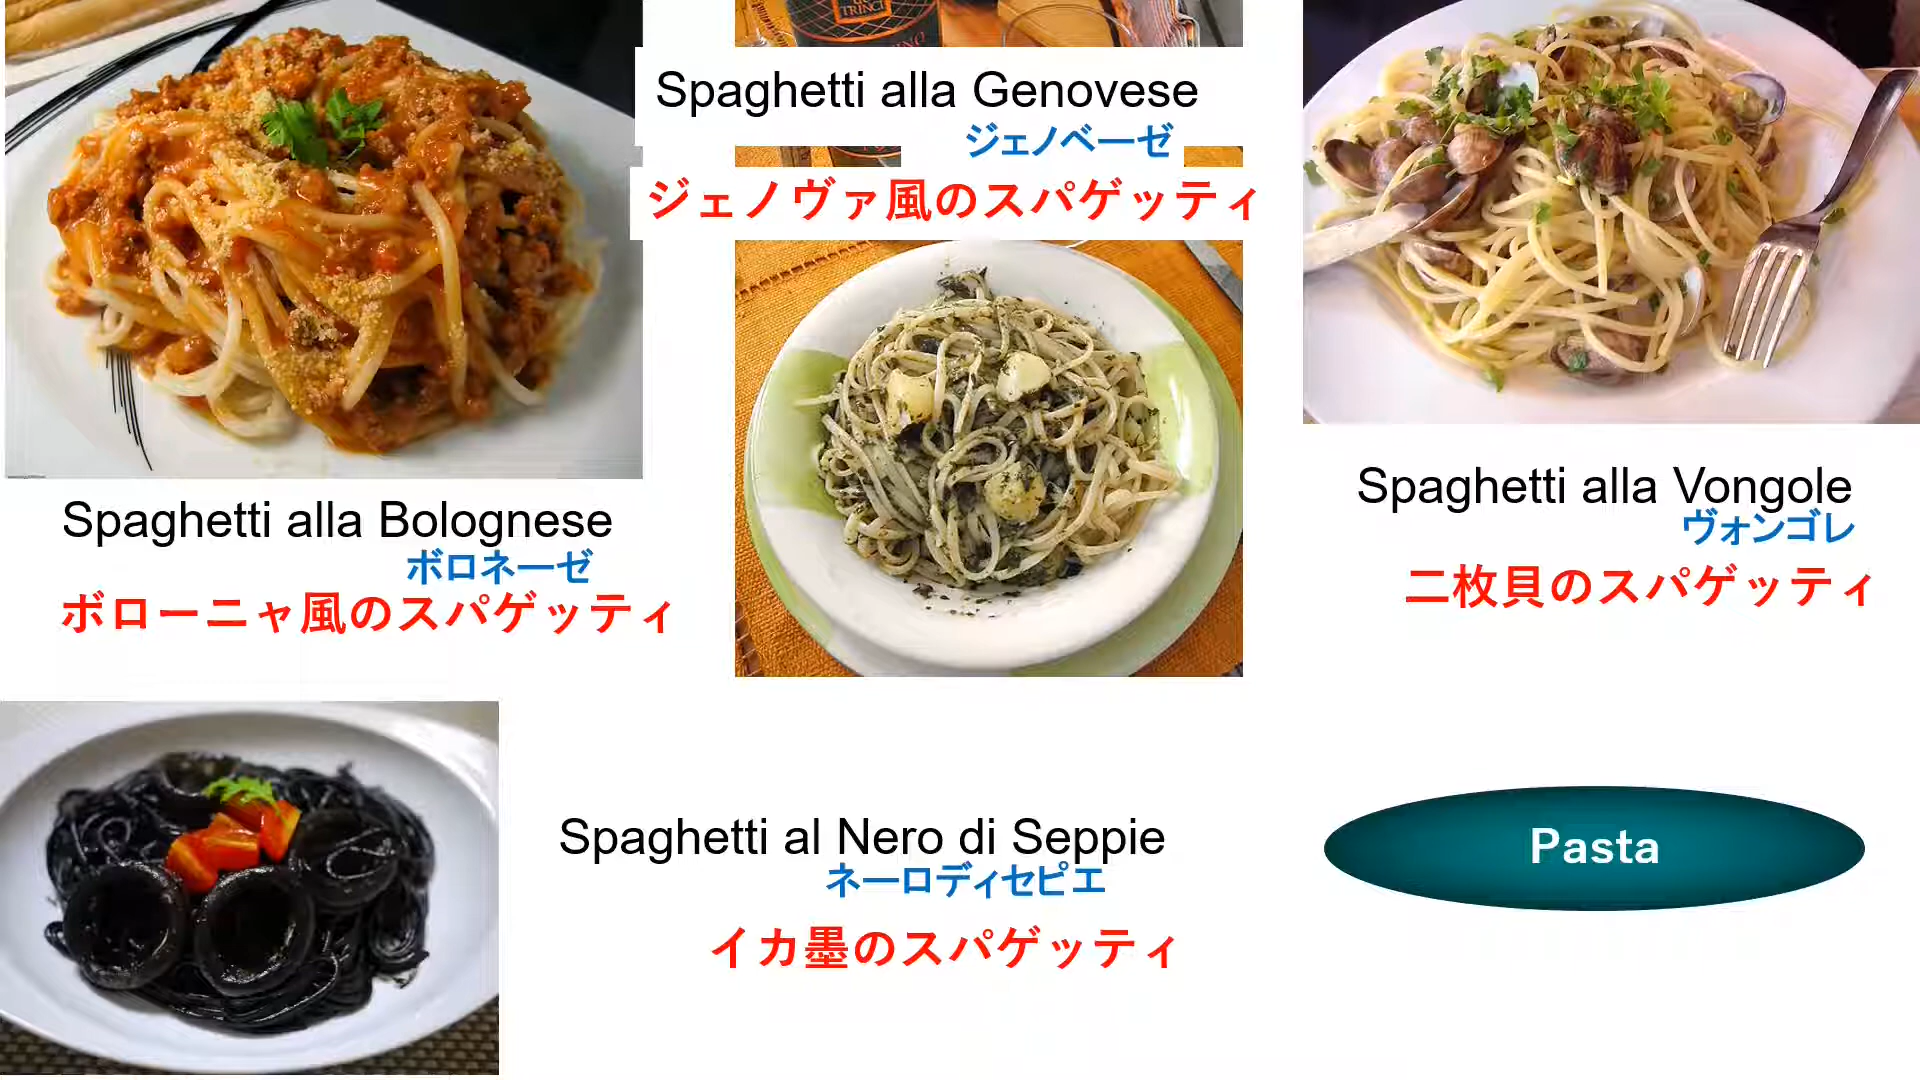 TRINCI
Spaghetti alla Genovese
ジェノベーゼ
ジェノヴァ風のスパゲッティ
Spaghetti alla Bolognese
ボロネーゼ
ボローニャ風のスパゲッティ
Spaghetti alla Vongole
ヴォンゴレ
二枚貝のスパゲッティ
Spaghetti al Nero di Seppie
ネーロディセピエ
イカ墨のスパゲッティ
Pasta